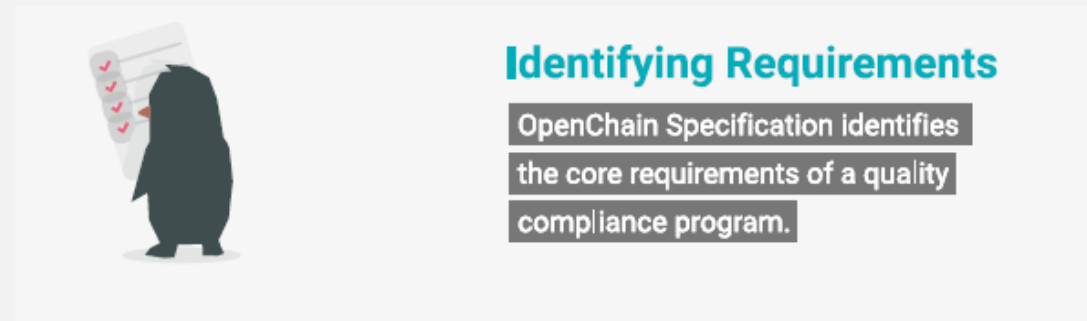 Identifying Requirements
OpenChain Specification identifies
the core requirements of a quality
compliance program.